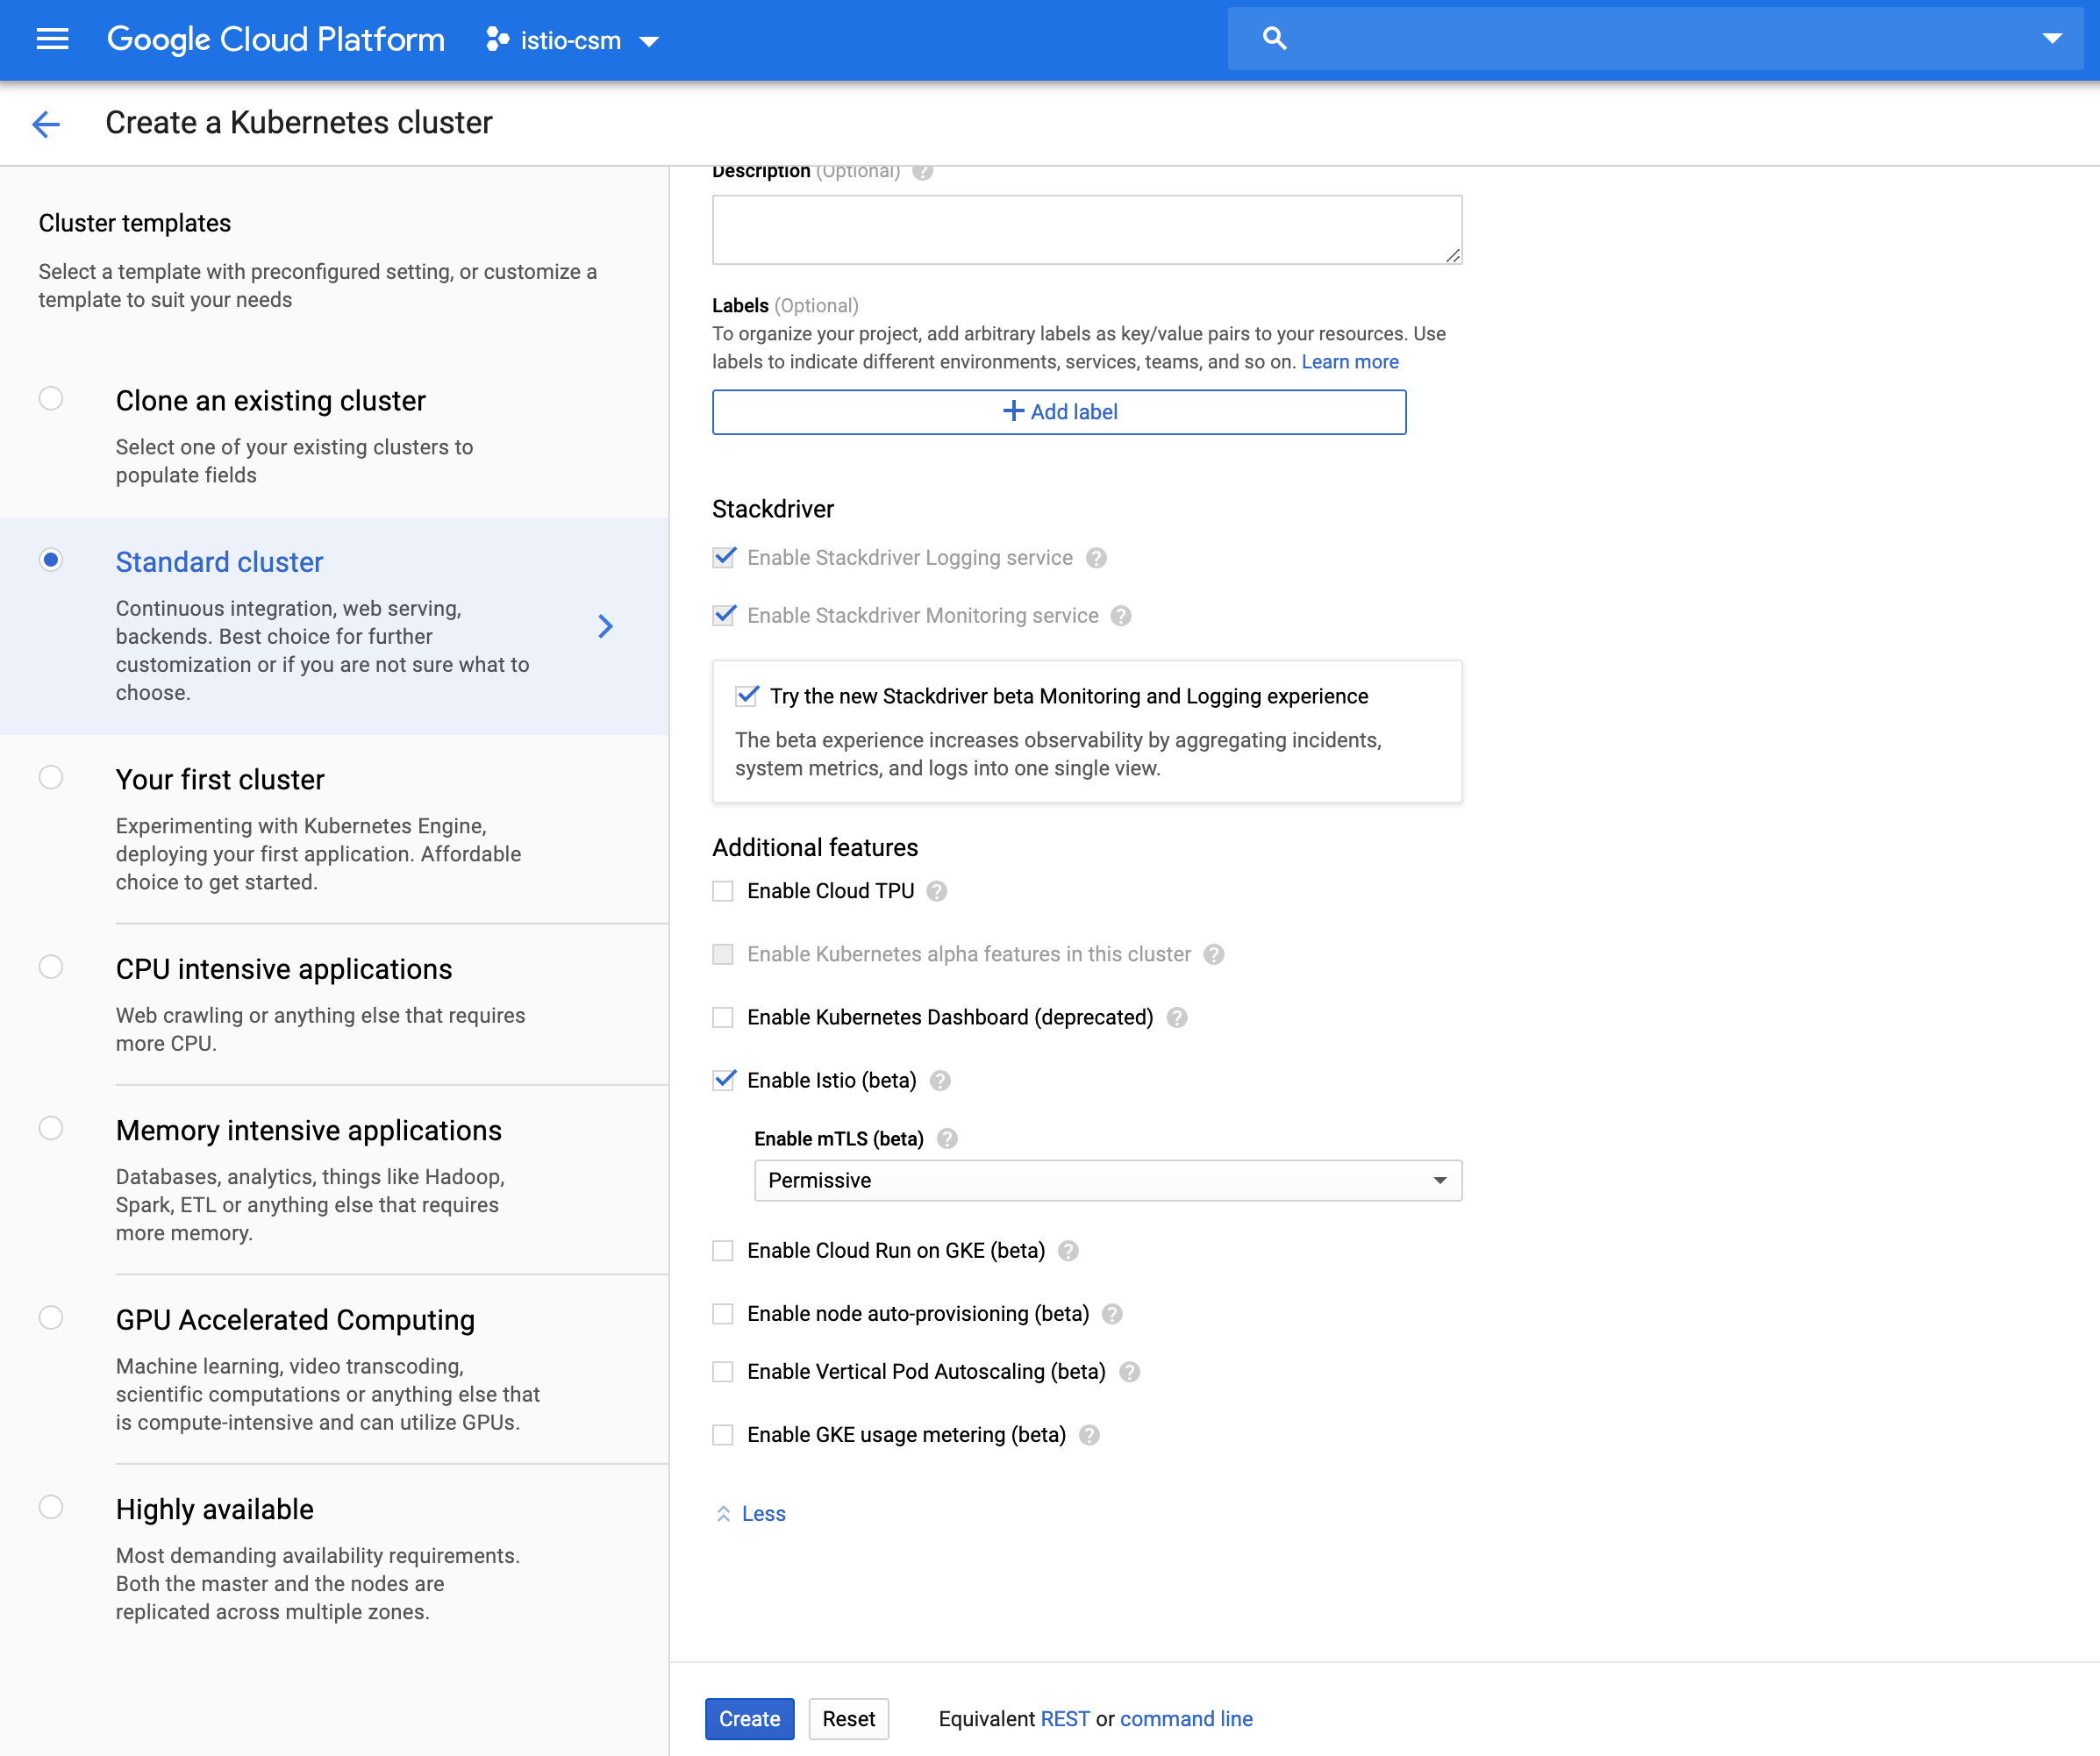 Google Cloud Platform
istio-csm
Create a Kubernetes cluster
Cluster templates
Select a template with preconfigured setting, or customize a
template to suit your needs
Clone an existing cluster
Select one of your existing clusters to
populate fields
Standard cluster
Continuous integration, web serving,
backends. Best choice for further
customization or if you are not sure what to
choose.
Your first cluster
Experimenting with Kubernetes Engine,
deploying your first application. Affordable
choice to get started.
CPU intensive applications
Web crawling or anything else that requires
more CPU.
Memory intensive applications
Databases, analytics, things like Hadoop,
Spark, ETL or anything else that requires
more memory.
GPU Accelerated Computing
Machine learning, video transcoding,
scientific computations or anything else that
is compute-intensive and can utilize GPUs.
Highly available
Most demanding availability requirements.
Both the master and the nodes are
replicated across multiple zones.
Description (Optional) ?
Labels (Optional)
To organize your project, add arbitrary labels as key/value pairs to your resources. Use
labels to indicate different environments, services, teams, and so on. Learn more
+ Add label
Stackdriver
Enable Stackdriver Logging service ?
Enable Stackdriver Monitoring service ?
Try the new Stackdriver beta Monitoring and Logging experience
The beta experience increases observability by aggregating incidents,
system metrics, and logs into one single view.
Additional features
Enable Cloud TPU ?
Enable Kubernetes alpha features in this cluster ?
Enable Kubernetes Dashboard (deprecated) ?
Enable Istio (beta) ?
Enable mTLS (beta) ?
Permissive
Enable Cloud Run on GKE (beta) ?
Enable node auto-provisioning (beta) ?
Enable Vertical Pod Autoscaling (beta) ?
Enable GKE usage metering (beta) ?
Less
Create Reset Equivalent REST or command line